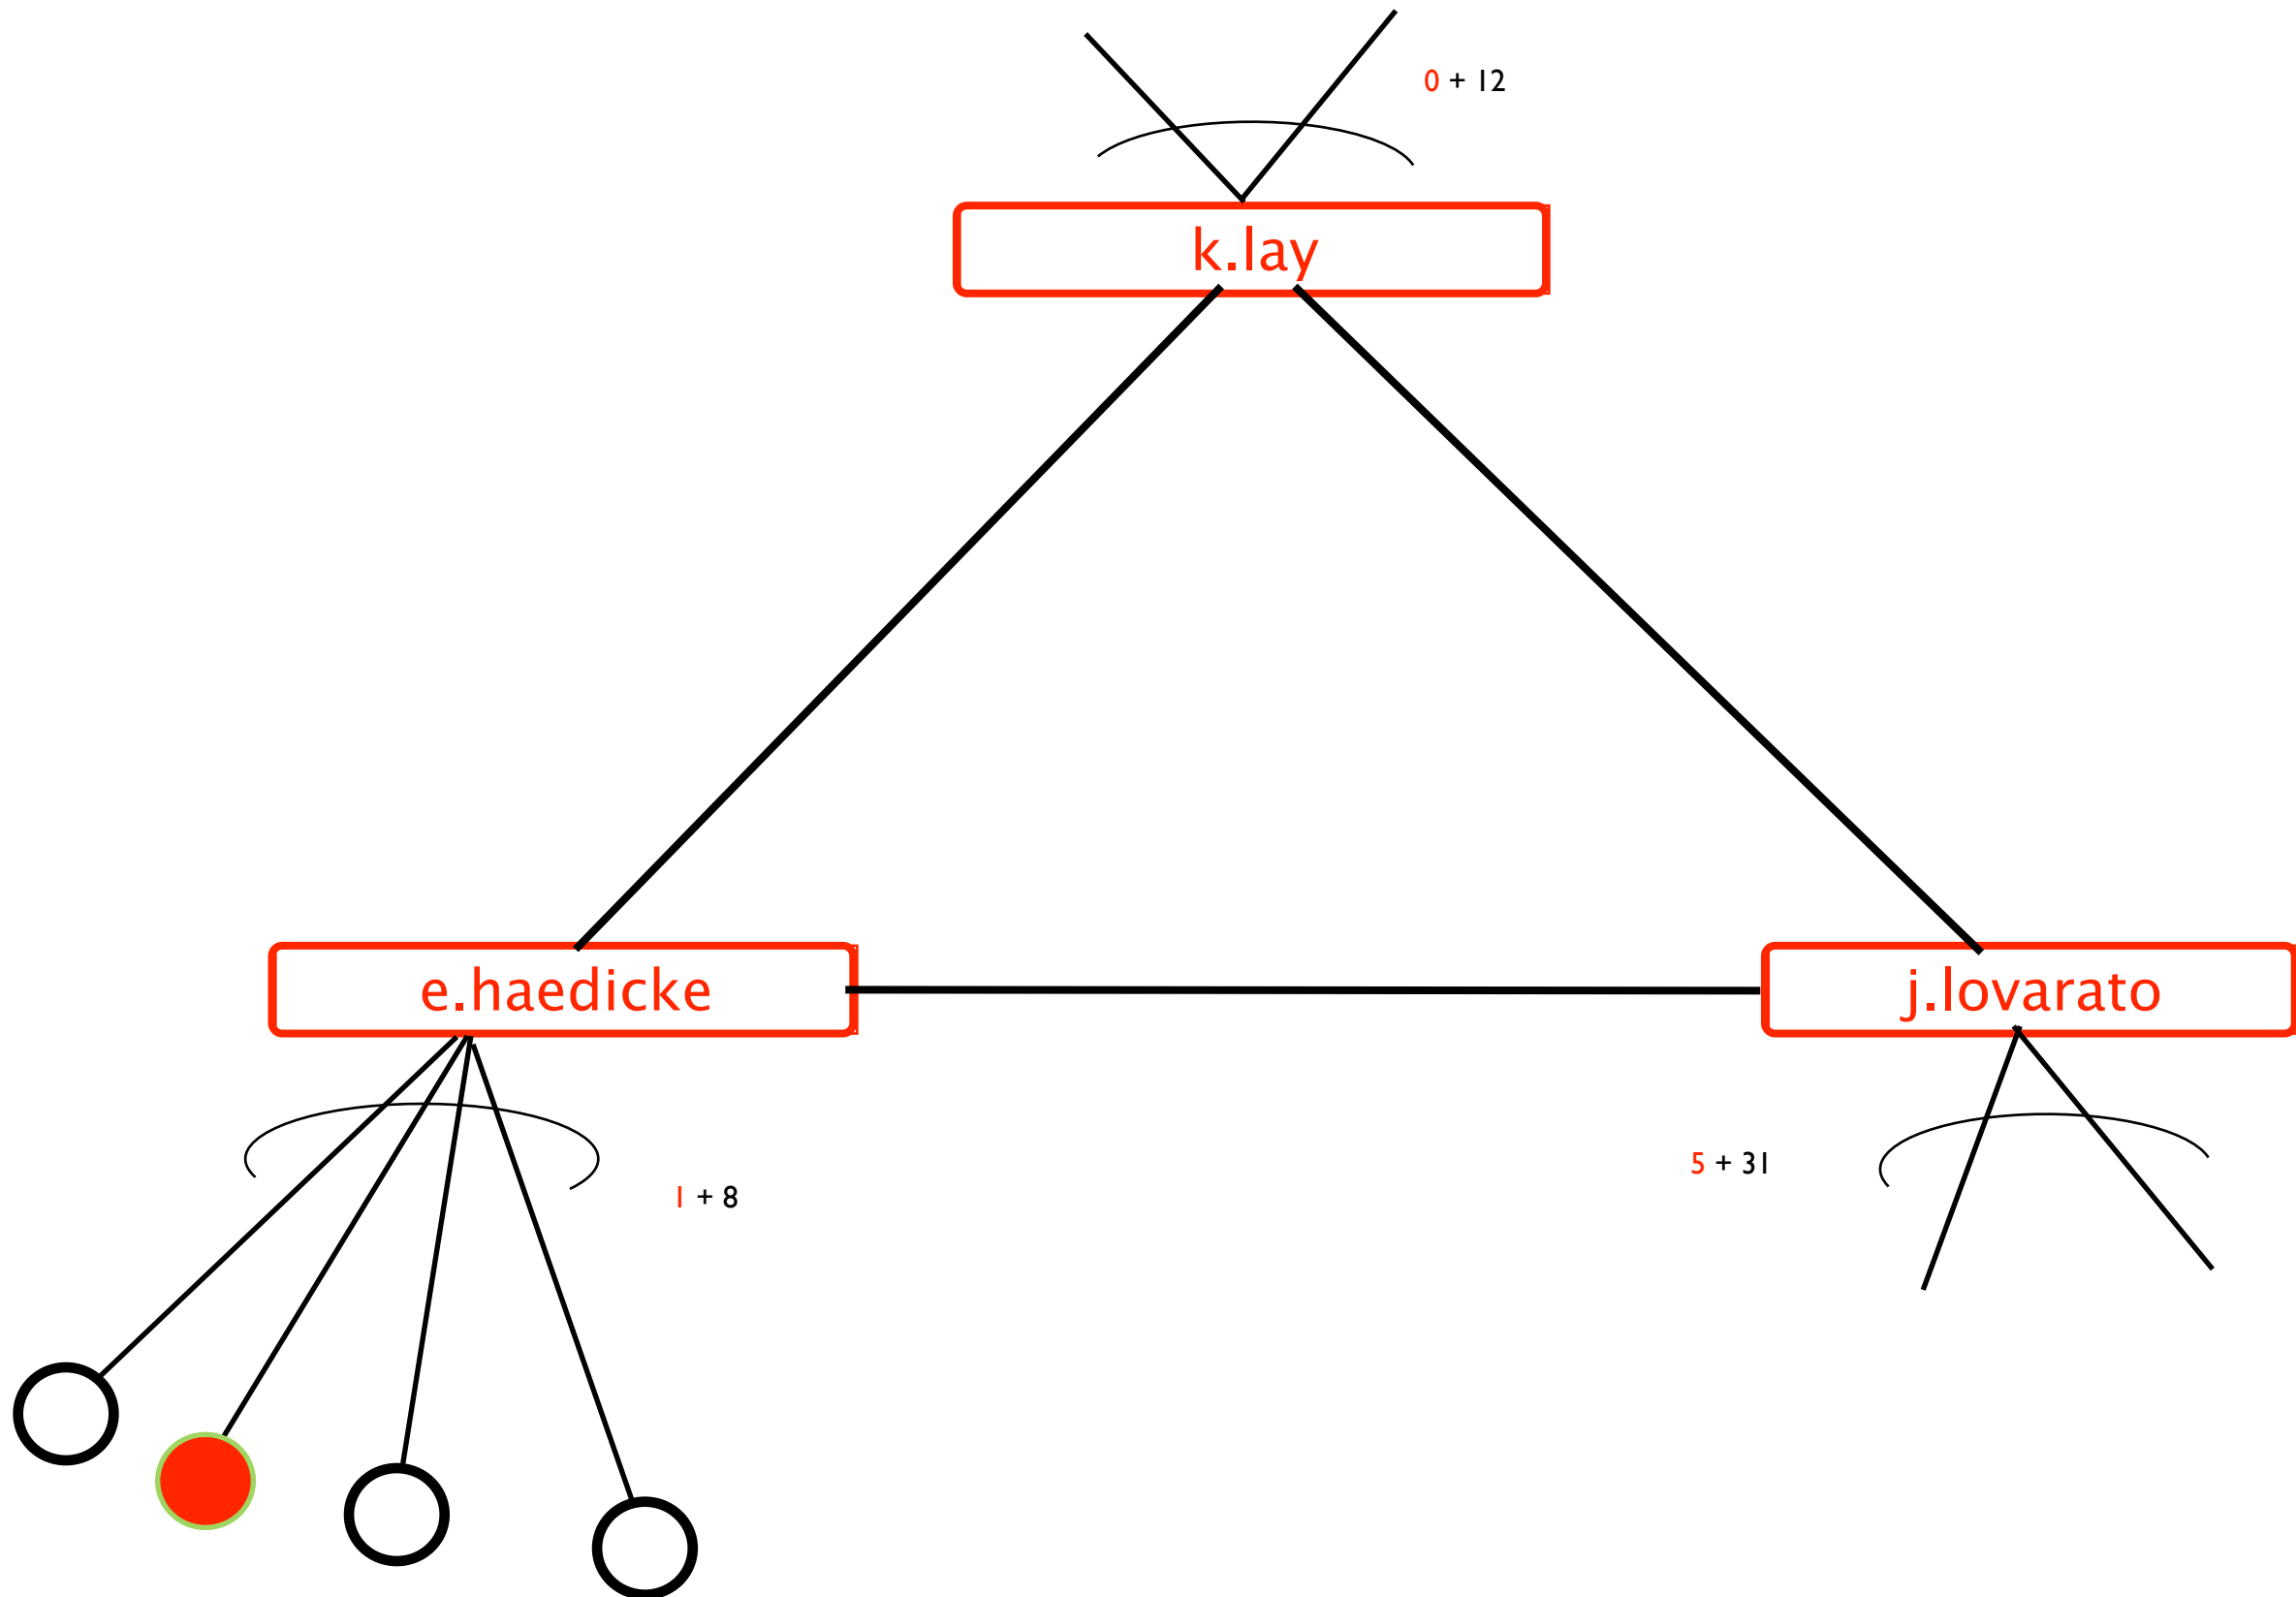 0 + 12
k.lay
e.haedicke
j.lovarato
5 + 31
1 + 8